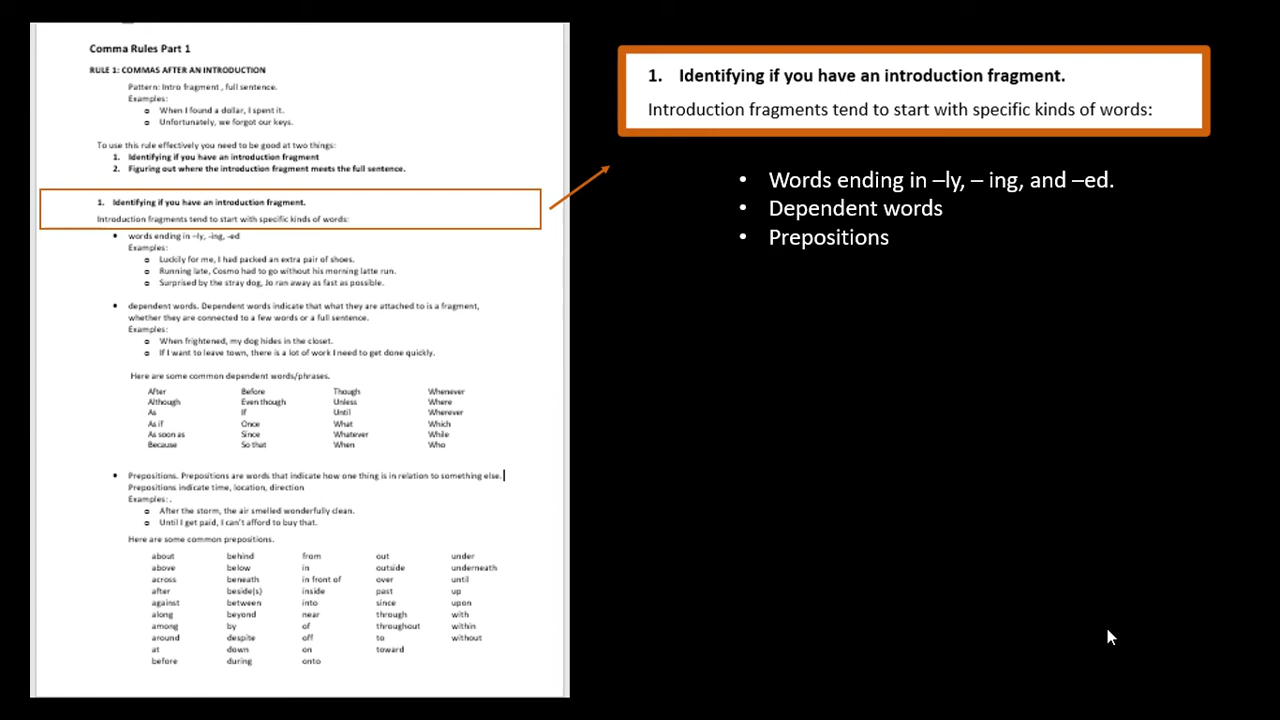 Comma Rules Part 1
RULE 1: COMMAS AFTER AN INTRODUCTION
Pattern: Intro fragment , full sentence.
Examples:
o When I found a dollar, I spent it.
o Unfortunately, we forgot our keys.
To use this rule effectively you need to be good at two things:
1. Identifying if you have an introduction fragment
2. Figuring out where the introduction fragment meets the full sentence.
1. Identifying if you have an introduction fragment.
Introduction fragments tend to start with specific kinds of words:
• words ending in –ly, -ing, -ed
Examples:
o Luckily for me, I had packed an extra pair of shoes.
o Running late, Cosmo had to go without his morning latte run.
o Surprised by the stray dog, Jo ran away as fast as possible.
• dependent words. Dependent words indicate that what they are attached to is a fragment,
whether they are connected to a few words or a full sentence.
Examples:
o When frightened, my dog hides in the closet.
o If I want to leave town, there is a lot of work I need to get done quickly.
Here are some common dependent words/phrases.
After Before Though Whenever
Although Even though Unless Where
As If Until Wherever
As if Once What Which
As soon as Since Whatever While
Because So that When Who
• Prepositions. Prepositions are words that indicate how one thing is in relation to something else.
Prepositions indicate time, location, direction
Examples: .
o After the storm, the air smelled wonderfully clean.
o Until I get paid, I can't afford to buy that.
Here are some common prepositions.
about behind from out under
above below in outside underneath
across beneath in front of over until
after beside(s) inside past up
against between into since upon
along beyond near through with
among by of throughout within
around despite off to without
at down on toward
before during onto
1. Identifying if you have an introduction fragment.
Introduction fragments tend to start with specific kinds of words:
• Words ending in –ly, – ing, and –ed.
• Dependent words
• Prepositions